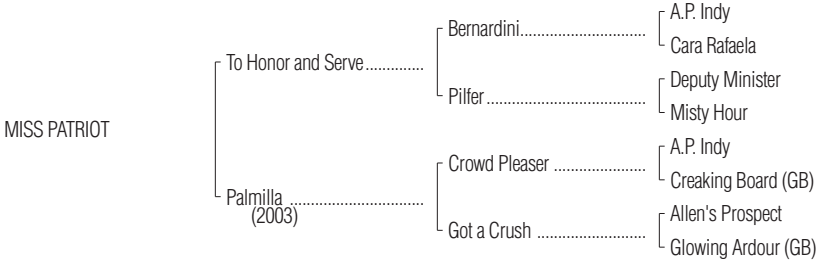 A.P. Indy
Bernardini..............................
Cara Rafaela
To Honor and Serve..............
Deputy Minister
Pilfer......................................
Misty Hour
MISS PATRIOT
A.P. Indy
Crowd Pleaser ......................
Creaking Board (GB)
Palmilla ................................
(2003)
Allen's Prospect
Got a Crush ..........................
Glowing Ardour (GB)